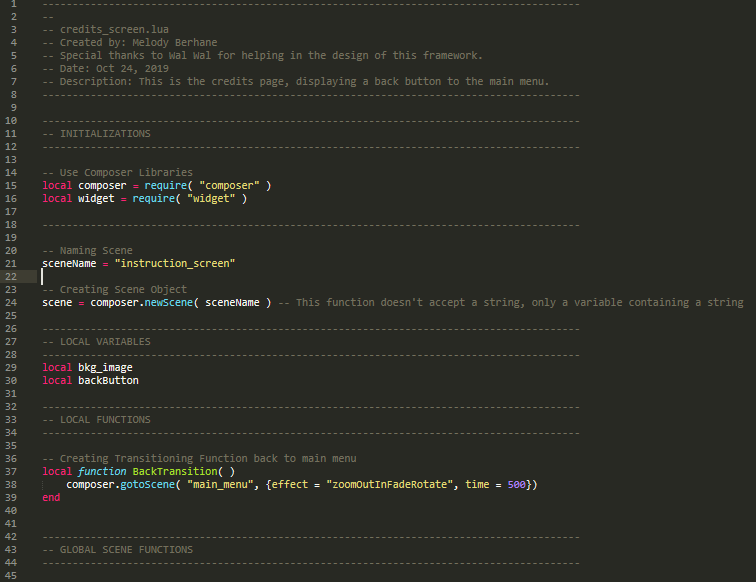 1 ----------------------------------------------------------------------------------------
2 --
3 -- credits_screen.lua
4 -- Created by: Melody Berhane
5 -- Special thanks to Wal Wal for helping in the design of this framework.
6 -- Date: Oct 24, 2019
7 -- Description: This is the credits page, displaying a back button to the main menu.
8 -----------------------------------------------------------------------------------------
9
10 -----------------------------------------------------------------------------------------
11 -- INITIALIZATIONS
12 -----------------------------------------------------------------------------------------
13
14 -- Use Composer Libraries
15 local composer = require( "composer" )
16 local widget = require( "widget" )
17
18 -----------------------------------------------------------------------------------------
19
20 -- Naming Scene
21 sceneName = "instruction_screen"
22
23 -- Creating Scene Object
24 scene = composer.newScene( sceneName ) -- This function doesn't accept a string, only a variable containing a string
25
26 -----------------------------------------------------------------------------------------
27 -- LOCAL VARIABLES
28 -----------------------------------------------------------------------------------------
29 local bkg_image
30 local backButton
31
32 -----------------------------------------------------------------------------------------
33 -- LOCAL FUNCTIONS
34 -----------------------------------------------------------------------------------------
35
36 -- Creating Transitioning Function back to main menu
37 local function BackTransition( )
38     composer.gotoScene( "main_menu", {effect = "zoomOutInFadeRotate", time = 500})
39 end
40
41
42 -----------------------------------------------------------------------------------------
43 -- GLOBAL SCENE FUNCTIONS
44 -----------------------------------------------------------------------------------------
45